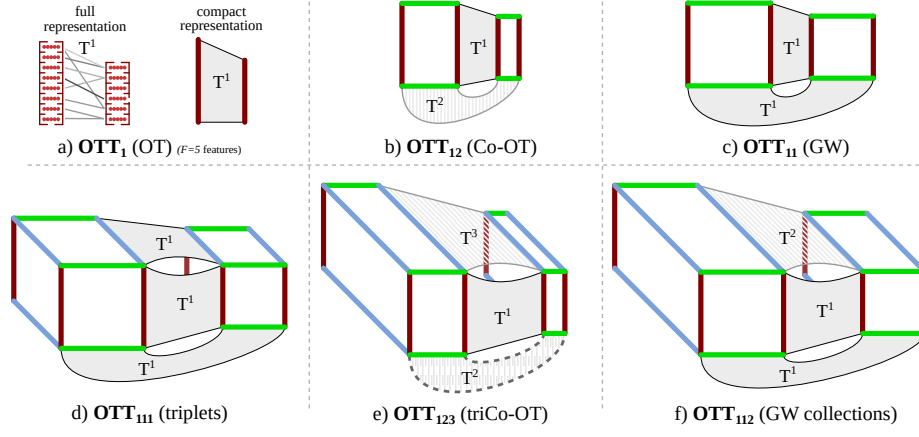 full
representation
T¹
compact
representation
T¹
a) OTT₁ (OT) (F=5 features)
T¹
T²
b) OTT₁₂ (Co-OT)
T¹
T¹
c) OTT₁₁ (GW)
T¹
T¹
T¹
d) OTT₁₁₁ (triplets)
T³
T¹
T²
e) OTT₁₂₃ (triCo-OT)
T²
T¹
T¹
f) OTT₁₁₂ (GW collections)